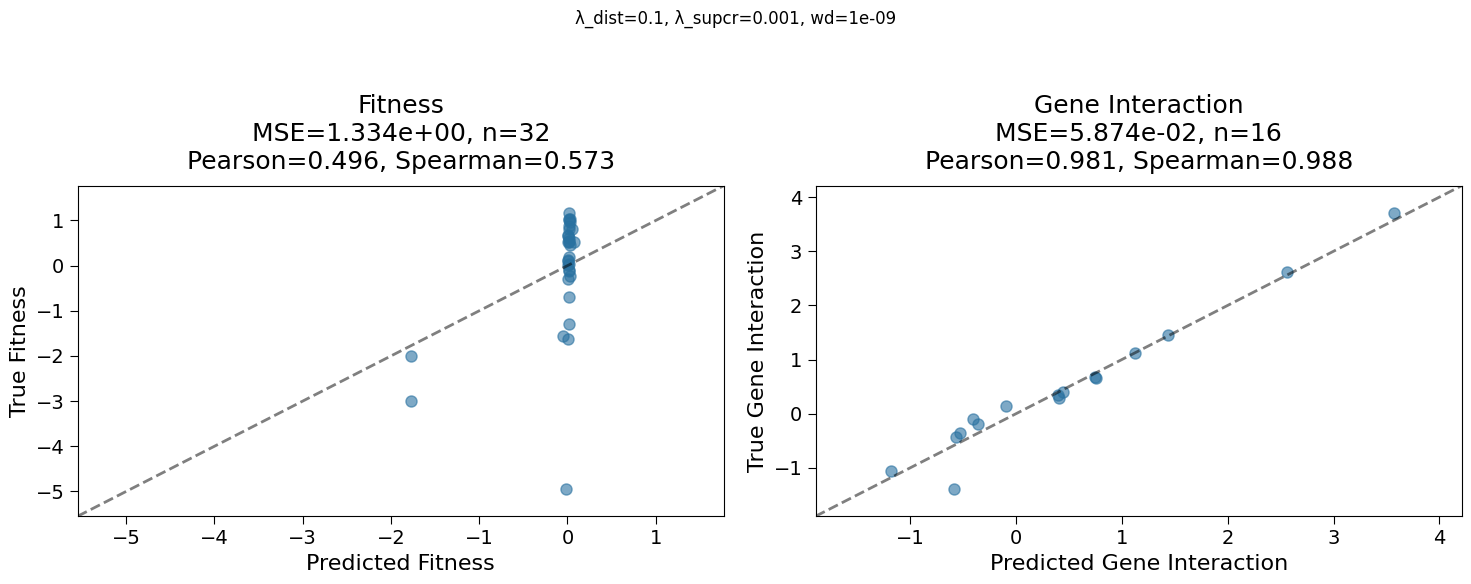 λ_dist=0.1, λ_supcr=0.001, wd=1e-09
Fitness
MSE=1.334e+00, n=32
Pearson=0.496, Spearman=0.573
1
0
−1
−2
−3
−4
−5
True Fitness
−5
−4
−3
−2
−1
0
1
Predicted Fitness
Gene Interaction
MSE=5.874e-02, n=16
Pearson=0.981, Spearman=0.988
4
3
2
1
0
−1
True Gene Interaction
−1
0
1
2
3
4
Predicted Gene Interaction